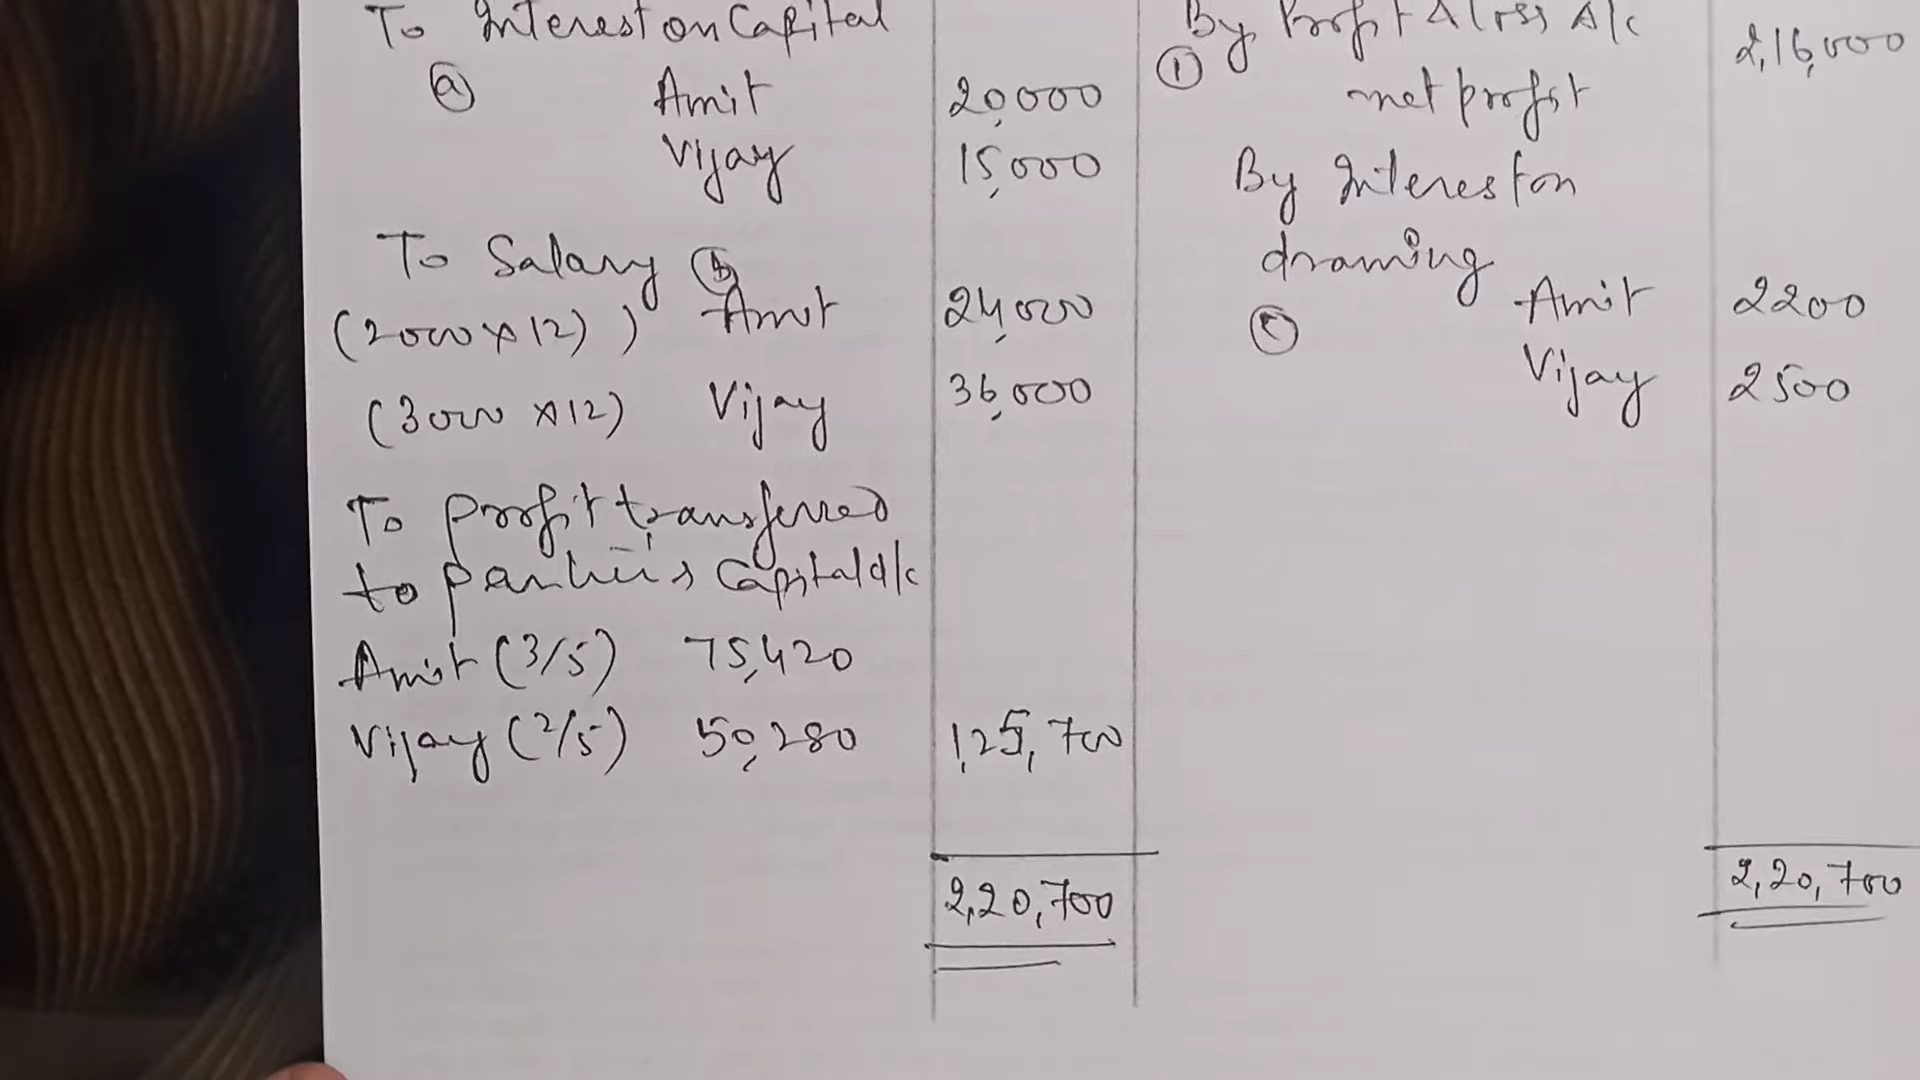 To Interest on Capital
(a) Amit 20,000
Vijay 15,000
To Salary (b)
(2000 x 12) ) Amit 24,000
(3000 x 12) Vijay 36,000
To profit transferred
to partner's Capital a/c
Amit (3/5) 75,420
Vijay (2/5) 50,280 1,25,700
2,20,700
By Profit & Loss A/c 2,16,000
(1) net profit
By Interest on
drawing
(c) Amit 2200
Vijay 2500
2,20,700